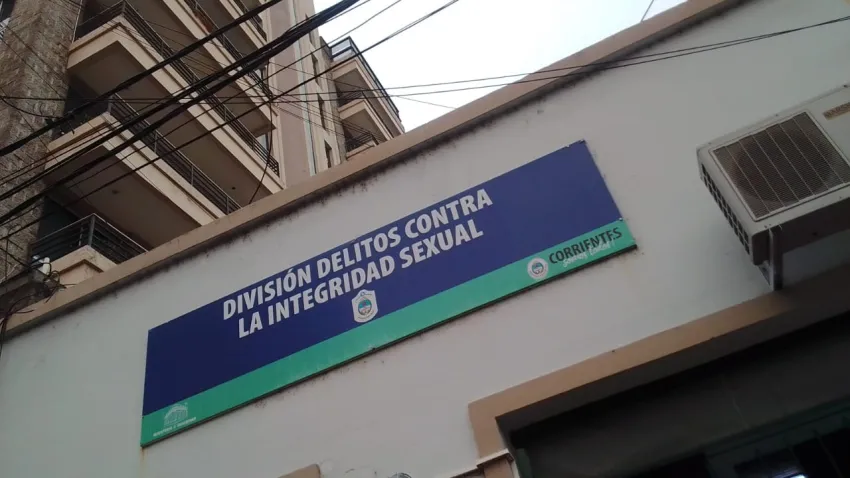 DIVISIÓN DELITOS CONTRA
LA INTEGRIDAD SEXUAL
CORRIENTES